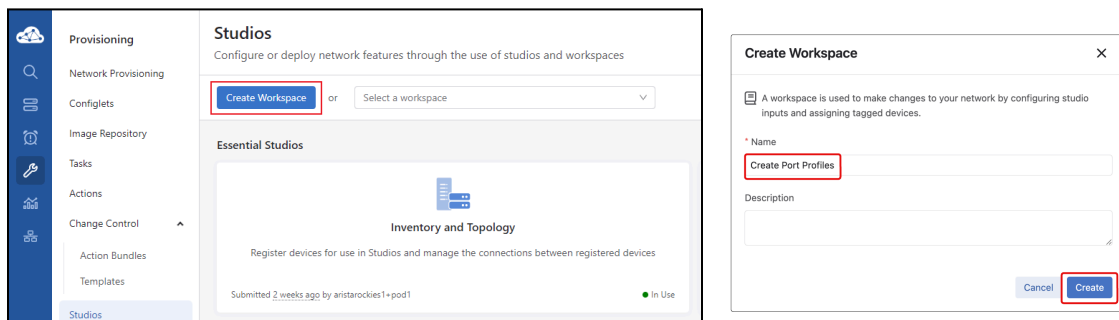 Provisioning
Network Provisioning
Configlets
Image Repository
Tasks
Actions
Change Control
Action Bundles
Templates
Studios
Studios
Configure or deploy network features through the use of studios and workspaces
Create Workspace or Select a workspace
Essential Studios
Inventory and Topology
Register devices for use in Studios and manage the connections between registered devices
Submitted 2 weeks ago by aristarockies1+pod1 In Use
Create Workspace
A workspace is used to make changes to your network by configuring studio
inputs and assigning tagged devices.
* Name
Create Port Profiles
Description
Cancel Create